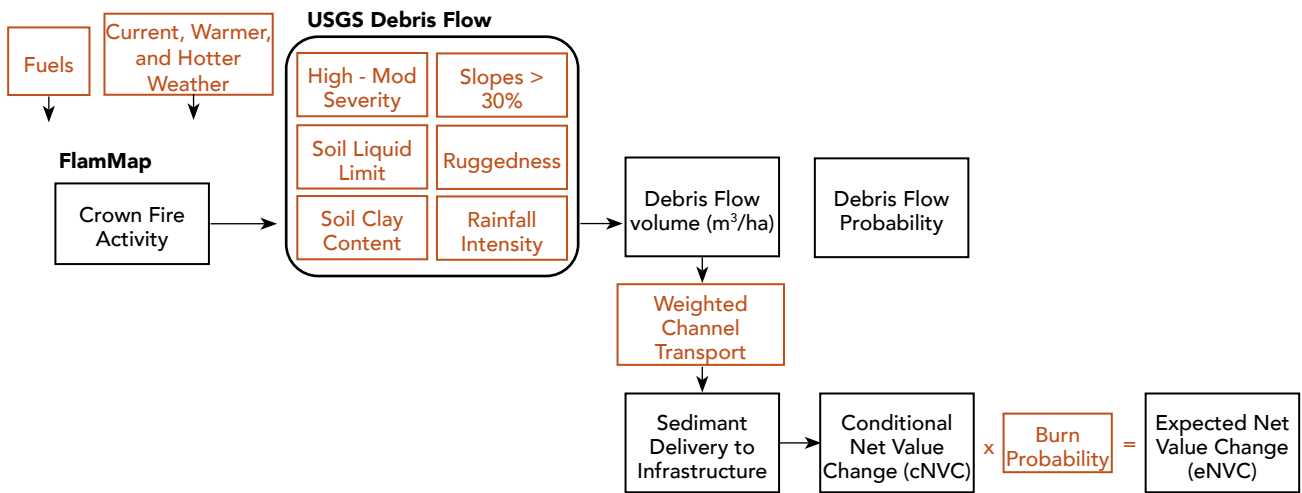 USGS Debris Flow
Fuels
Current, Warmer,
and Hotter
Weather
High - Mod
Severity
Slopes >
30%
Soil Liquid
Limit
Ruggedness
Soil Clay
Content
Rainfall
Intensity
FlamMap
Crown Fire
Activity
Debris Flow
volume (m³/ha)
Debris Flow
Probability
Weighted
Channel
Transport
Sedimant
Delivery to
Infrastructure
Conditional
Net Value
Change (cNVC)
x
Burn
Probability
=
Expected Net
Value Change
(eNVC)